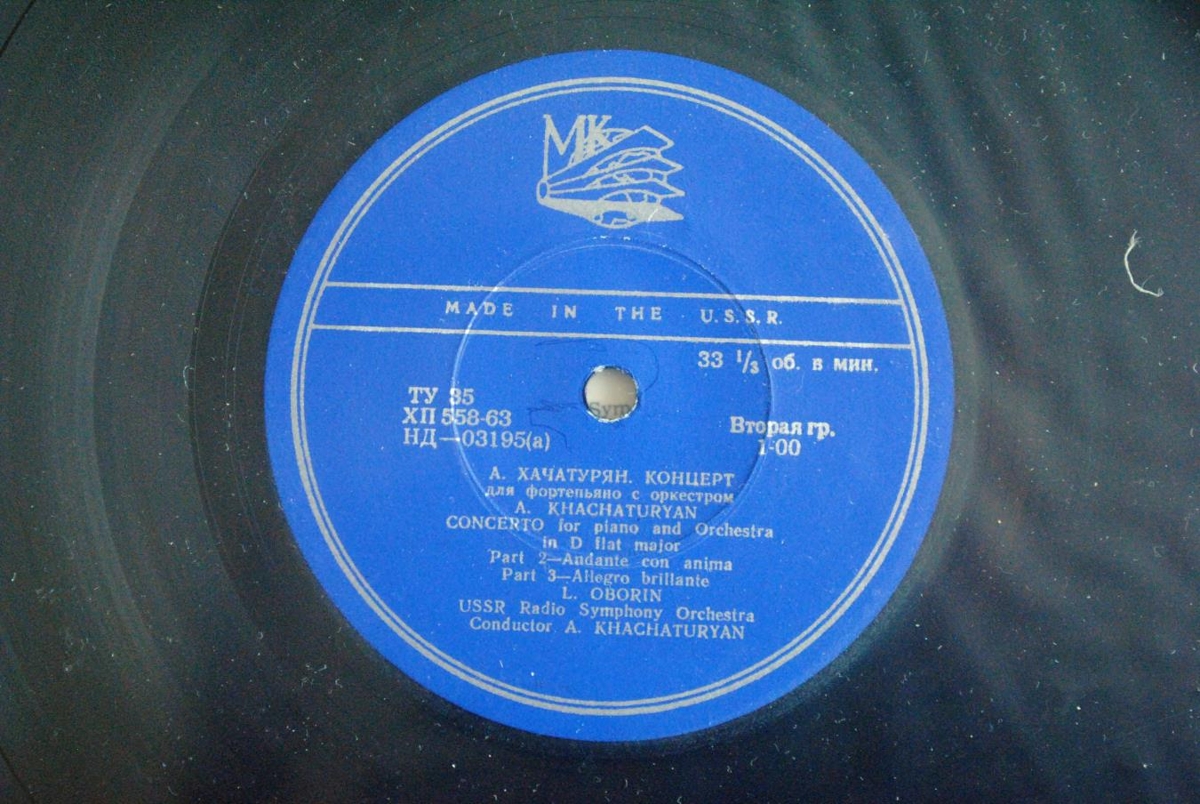 МК
MADE IN THE U.S.S.R.
33 ⅓ об. в мин.
ТУ 35
ХП 558-63
НД—03195(а)
Вторая гр.
1-00
Sym
А. ХАЧАТУРЯН. КОНЦЕРТ
для фортепьяно с оркестром
A. KHACHATURYAN
CONCERTO for piano and Orchestra
in D flat major
Part 2—Andante con anima
Part 3—Allegro brillante
L. OBORIN
USSR Radio Symphony Orchestra
Conductor A. KHACHATURYAN